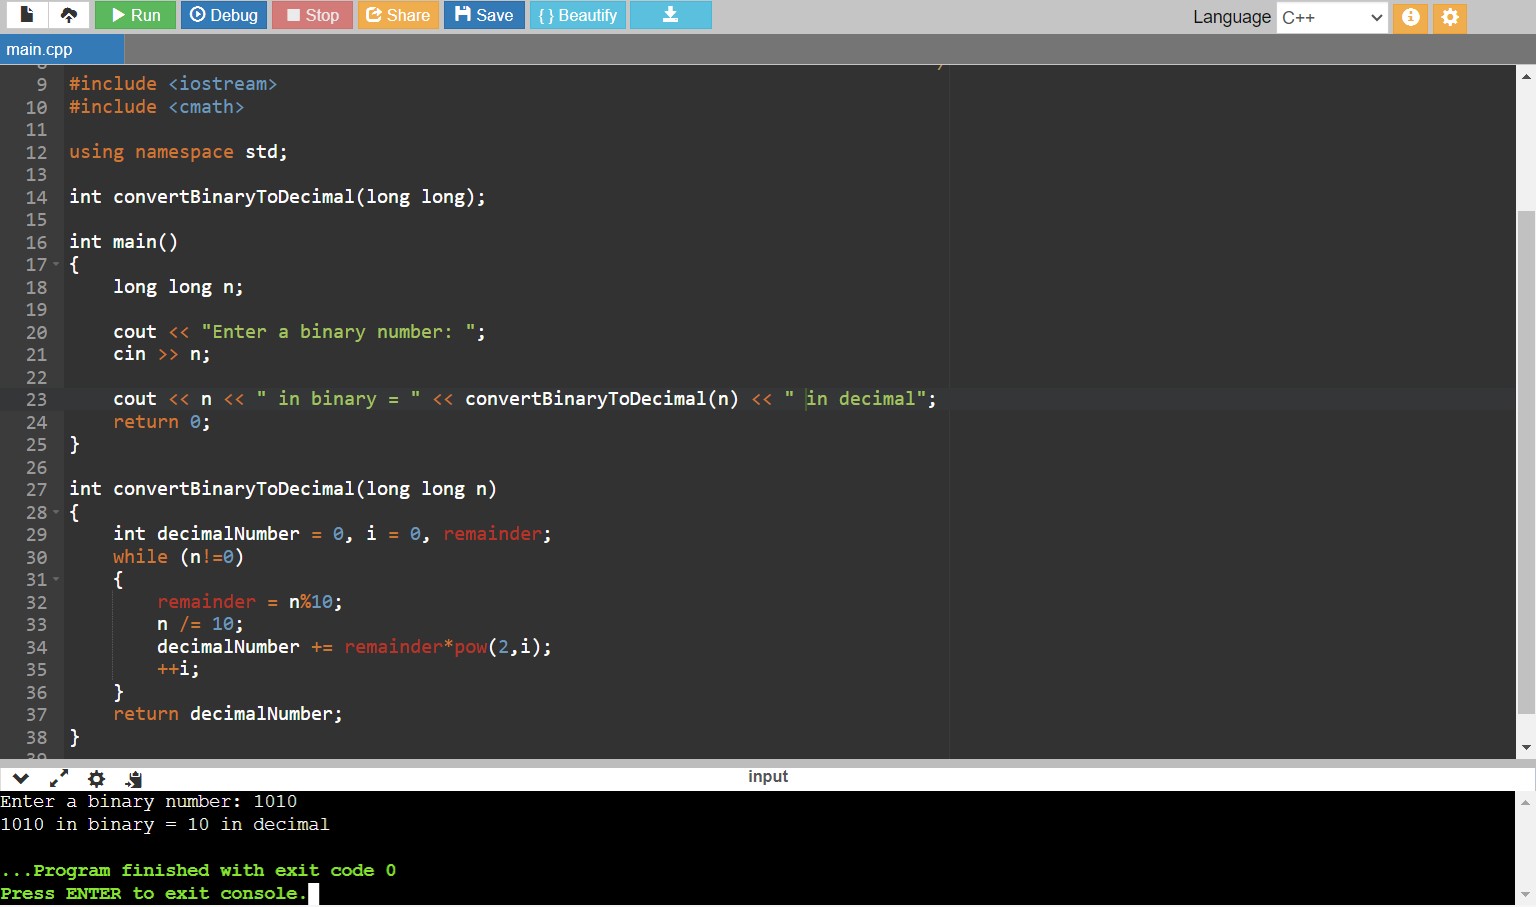 Run Debug Stop Share Save { } Beautify Language C++
main.cpp
9 #include <iostream>
10 #include <cmath>
11
12 using namespace std;
13
14 int convertBinaryToDecimal(long long);
15
16 int main()
17 {
18     long long n;
19
20     cout << "Enter a binary number: ";
21     cin >> n;
22
23     cout << n << " in binary = " << convertBinaryToDecimal(n) << " in decimal";
24     return 0;
25 }
26
27 int convertBinaryToDecimal(long long n)
28 {
29     int decimalNumber = 0, i = 0, remainder;
30     while (n!=0)
31     {
32         remainder = n%10;
33         n /= 10;
34         decimalNumber += remainder*pow(2,i);
35         ++i;
36     }
37     return decimalNumber;
38 }
input
Enter a binary number: 1010
1010 in binary = 10 in decimal
...Program finished with exit code 0
Press ENTER to exit console.